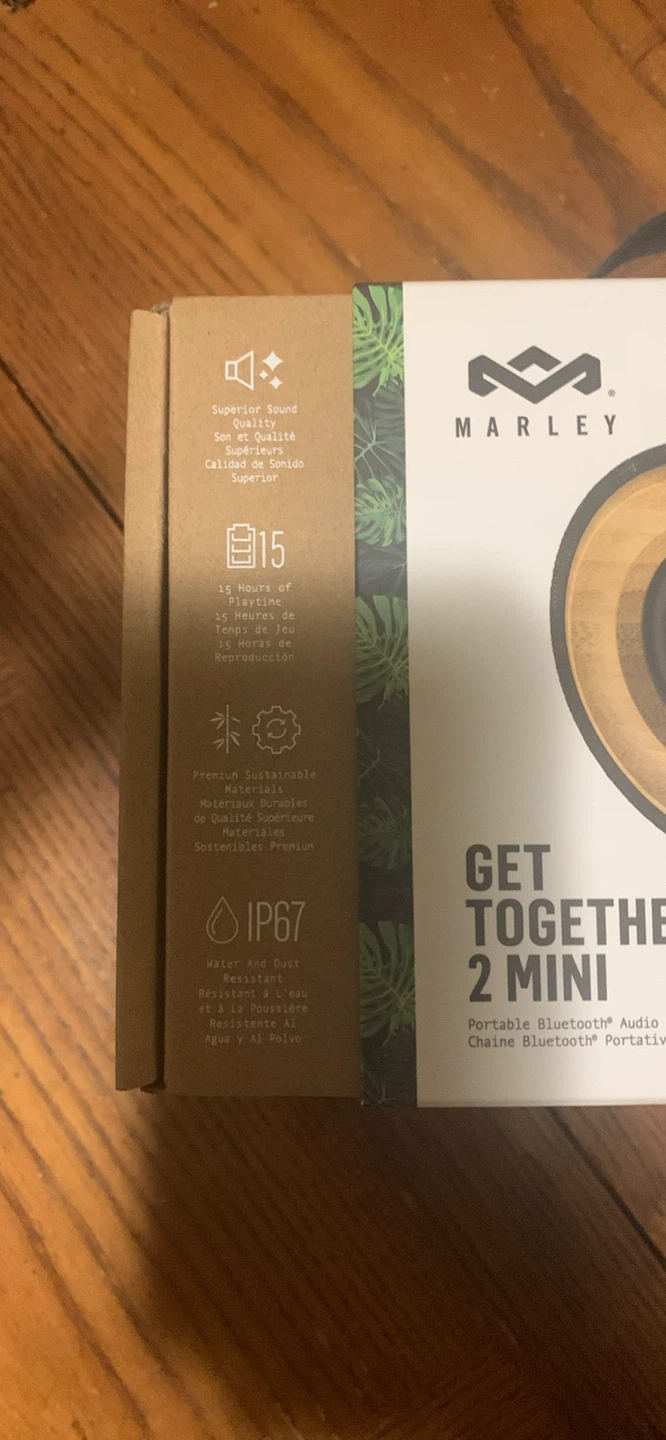 Superior Sound
Quality
Son et Qualité
Supérieurs
Calidad de Sonido
Superior
15
15 Hours of
Playtime
15 Heures de
Temps de Jeu
15 Horas de
Reproducción
Premium Sustainable
Materials
Matériaux Durables
de Qualité Supérieure
Materiales
Sostenibles Premium
IP67
Water And Dust
Resistant
Résistant à L'eau
et à La Poussière
Resistente Al
Agua y Al Polvo
MARLEY
GET
TOGETHE
2 MINI
Portable Bluetooth® Audio
Chaine Bluetooth® Portativ